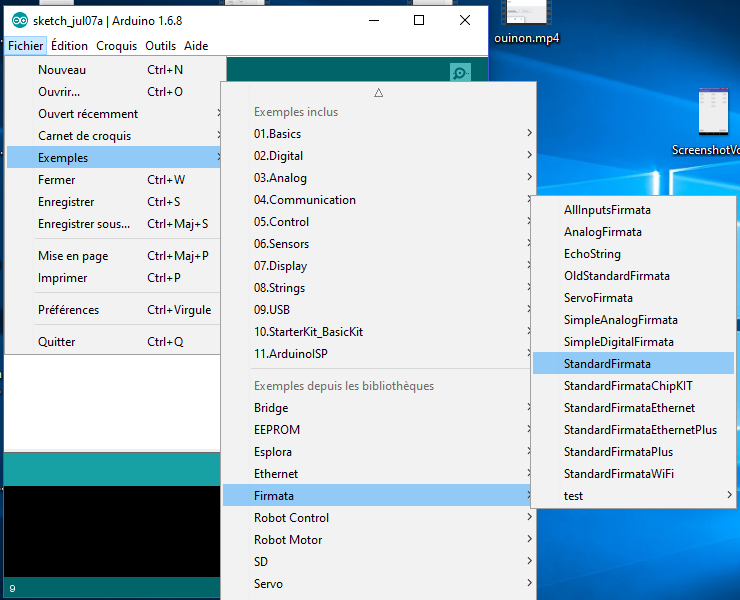 sketch_jul07a | Arduino 1.6.8
Fichier Édition Croquis Outils Aide
Nouveau Ctrl+N
Ouvrir... Ctrl+O
Ouvert récemment
Carnet de croquis
Exemples
Fermer Ctrl+W
Enregistrer Ctrl+S
Enregistrer sous... Ctrl+Maj+S
Mise en page Ctrl+Maj+P
Imprimer Ctrl+P
Préférences Ctrl+Virgule
Quitter Ctrl+Q
9
Exemples inclus
01.Basics
02.Digital
03.Analog
04.Communication
05.Control
06.Sensors
07.Display
08.Strings
09.USB
10.StarterKit_BasicKit
11.ArduinoISP
Exemples depuis les bibliothèques
Bridge
EEPROM
Esplora
Ethernet
Firmata
Robot Control
Robot Motor
SD
Servo
AllInputsFirmata
AnalogFirmata
EchoString
OldStandardFirmata
ServoFirmata
SimpleAnalogFirmata
SimpleDigitalFirmata
StandardFirmata
StandardFirmataChipKIT
StandardFirmataEthernet
StandardFirmataEthernetPlus
StandardFirmataPlus
StandardFirmataWiFi
test
ouinon.mp4
ScreenshotVo